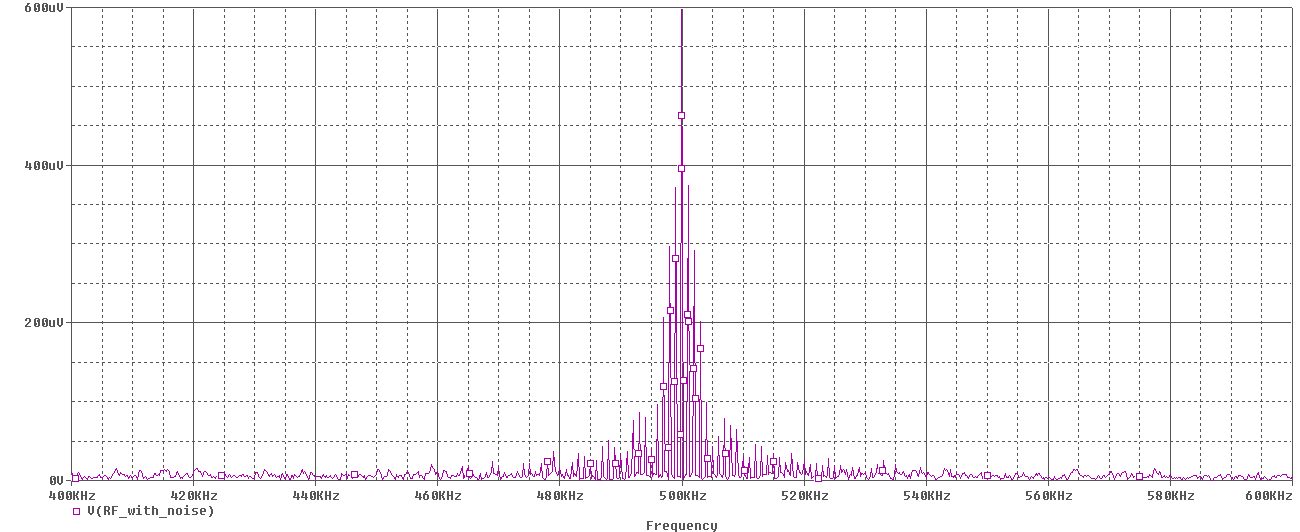 600uV
400uV
200uV
0V
400KHz 420KHz 440KHz 460KHz 480KHz 500KHz 520KHz 540KHz 560KHz 580KHz 600KHz
V(RF_with_noise)
Frequency